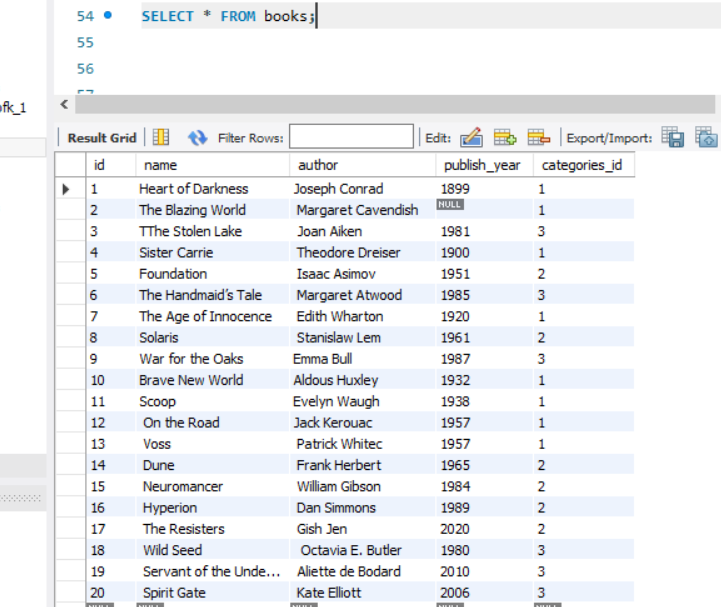 54 SELECT * FROM books;
55
56
57
ofk_1
Result Grid Filter Rows: Edit: Export/Import:
id name author publish_year categories_id
1 Heart of Darkness Joseph Conrad 1899 1
2 The Blazing World Margaret Cavendish NULL 1
3 TThe Stolen Lake Joan Aiken 1981 3
4 Sister Carrie Theodore Dreiser 1900 1
5 Foundation Isaac Asimov 1951 2
6 The Handmaid’s Tale Margaret Atwood 1985 3
7 The Age of Innocence Edith Wharton 1920 1
8 Solaris Stanislaw Lem 1961 2
9 War for the Oaks Emma Bull 1987 3
10 Brave New World Aldous Huxley 1932 1
11 Scoop Evelyn Waugh 1938 1
12 On the Road Jack Kerouac 1957 1
13 Voss Patrick Whitec 1957 1
14 Dune Frank Herbert 1965 2
15 Neuromancer William Gibson 1984 2
16 Hyperion Dan Simmons 1989 2
17 The Resisters Gish Jen 2020 2
18 Wild Seed Octavia E. Butler 1980 3
19 Servant of the Unde... Aliette de Bodard 2010 3
20 Spirit Gate Kate Elliott 2006 3
NULL NULL NULL NULL NULL